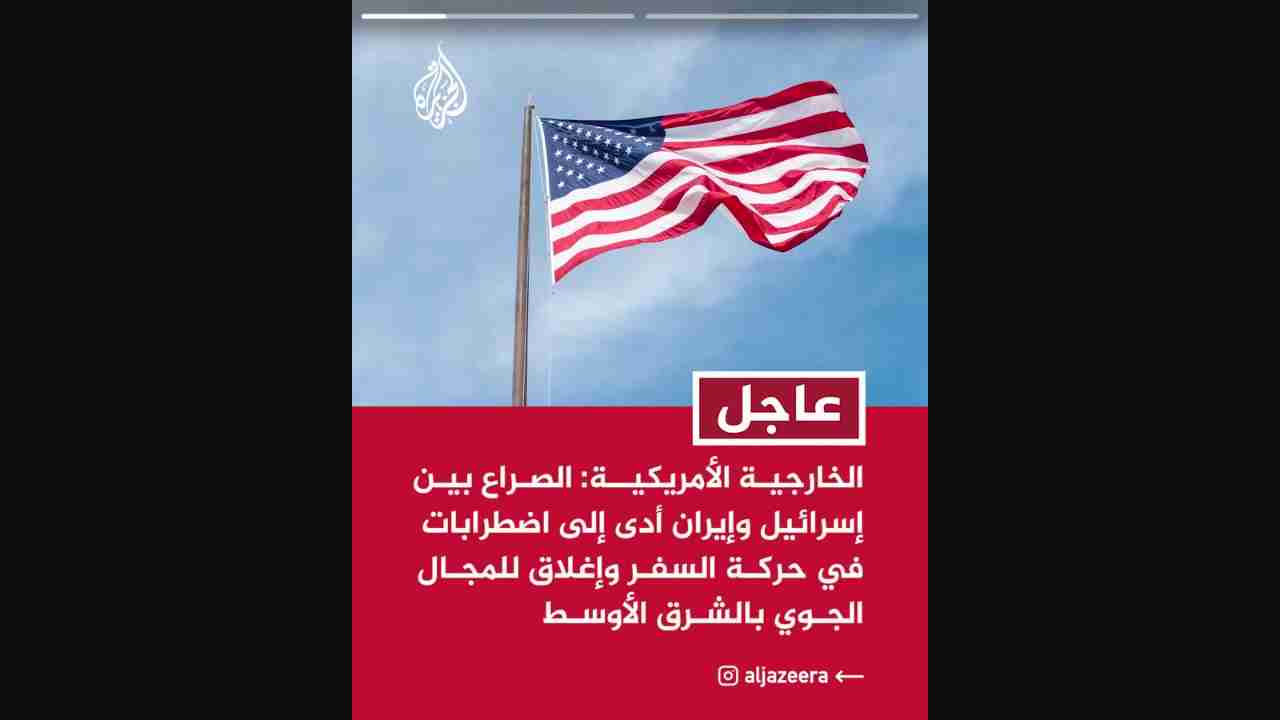 الجزيرة
عاجل
الخارجية الأمريكية: الصراع بين
إسرائيل وإيران أدى إلى اضطرابات
في حركة السفر وإغلاق للمجال
الجوي بالشرق الأوسط
aljazeera